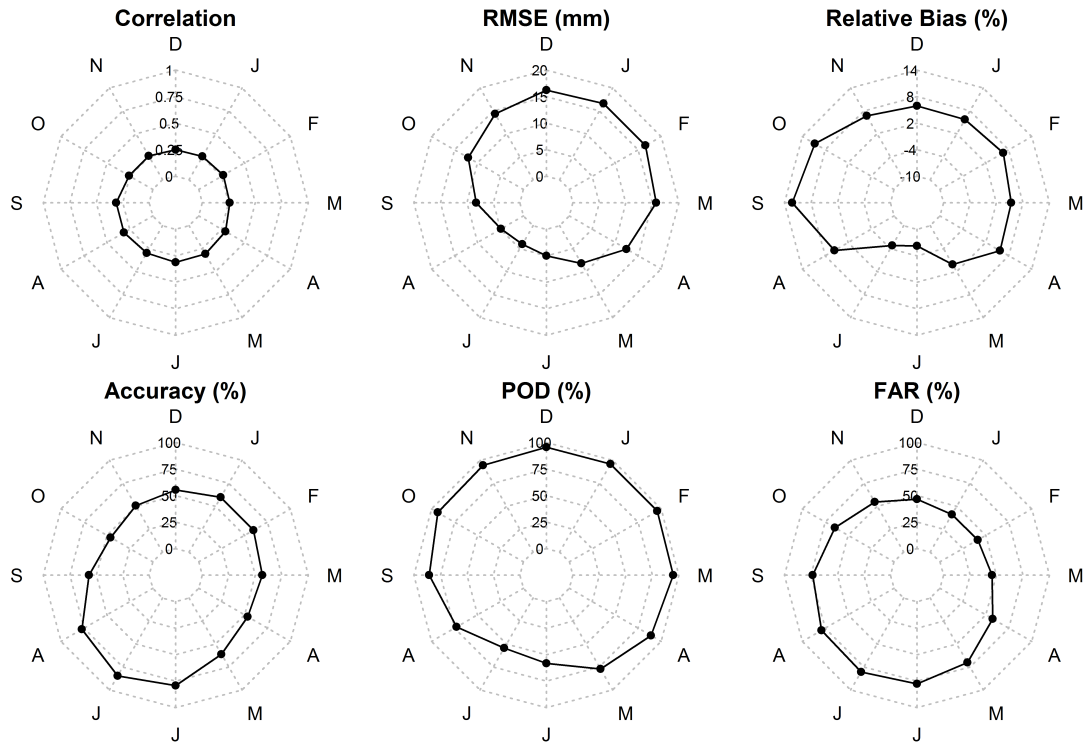 Correlation
D
N
J
O
F
S
M
A
A
J
M
J
1
0.75
0.5
0.25
0
RMSE (mm)
D
N
J
O
F
S
M
A
A
J
M
J
20
15
10
5
0
Relative Bias (%)
D
N
J
O
F
S
M
A
A
J
M
J
14
8
2
-4
-10
Accuracy (%)
D
N
J
O
F
S
M
A
A
J
M
J
100
75
50
25
0
POD (%)
D
N
J
O
F
S
M
A
A
J
M
J
100
75
50
25
0
FAR (%)
D
N
J
O
F
S
M
A
A
J
M
J
100
75
50
25
0